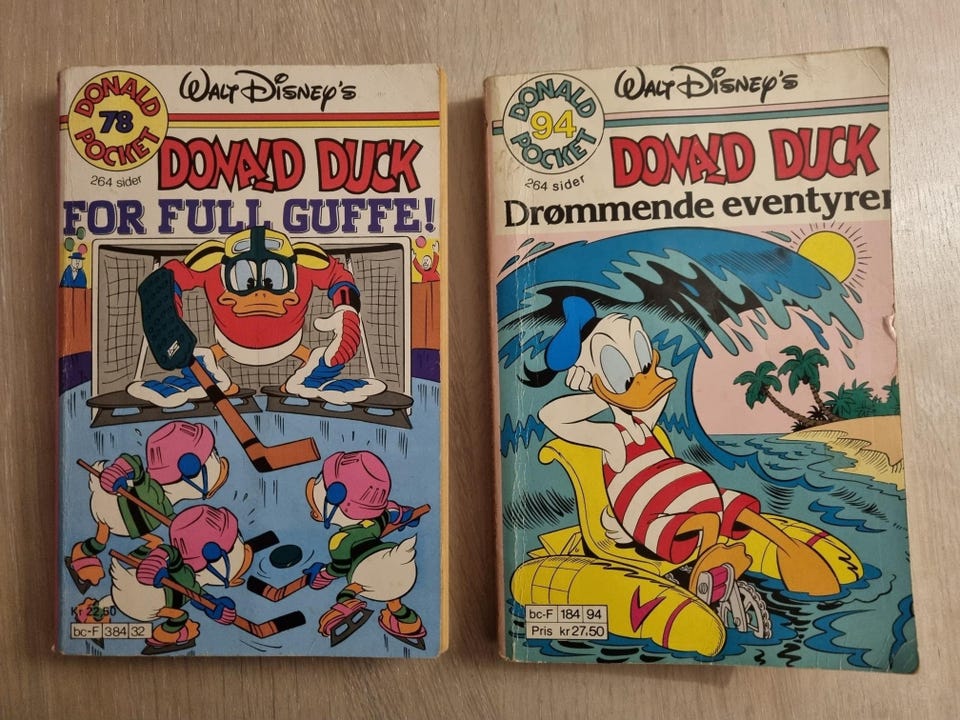 DONALD
78
POCKET
WALT DISNEY'S
264 sider
DONALD DUCK
FOR FULL GUFFE!
Kr 22,50
bc-F 384 32
DONALD
94
POCKET
WALT DISNEY'S
264 sider
DONALD DUCK
Drømmende eventyrer
bc-F 184 94
Pris kr 27.50